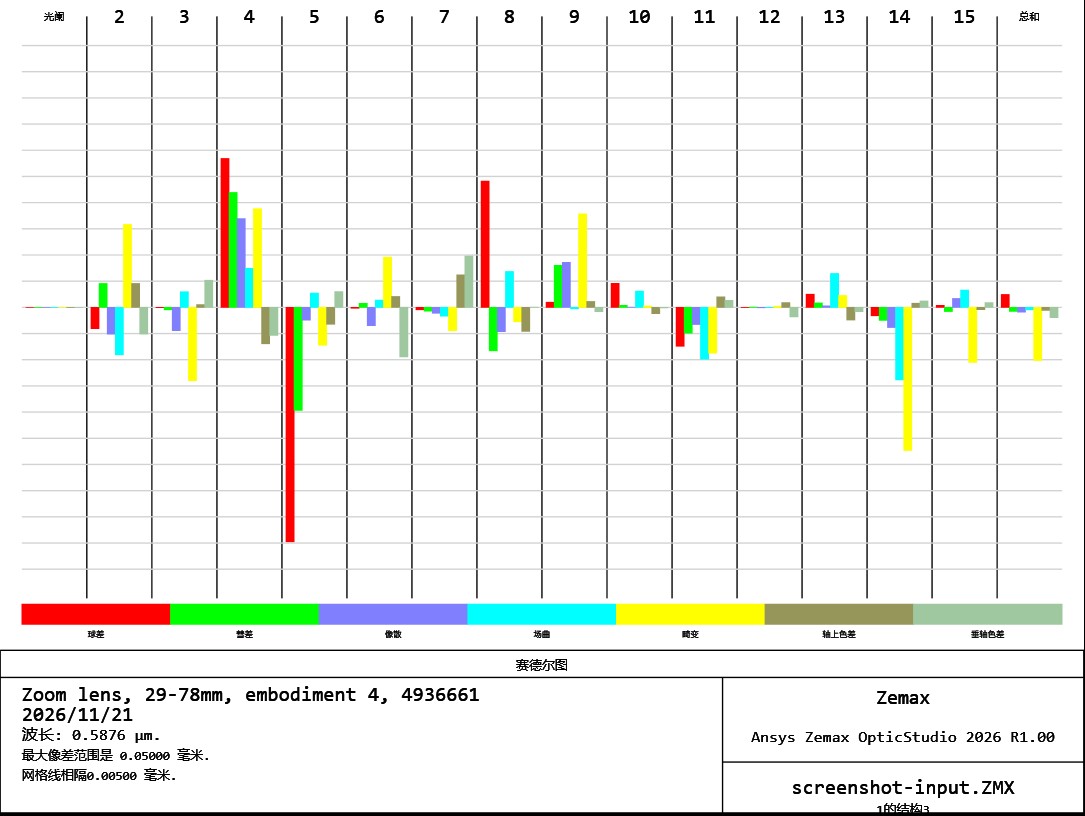 光阑 2 3 4 5 6 7 8 9 10 11 12 13 14 15 总和
球差 彗差 像散 场曲 畸变 轴上色差 垂轴色差
赛德尔图
Zoom lens, 29-78mm, embodiment 4, 4936661
2026/11/21
波长: 0.5876 µm.
最大像差范围是 0.05000 毫米.
网格线相隔0.00500 毫米.
Zemax
Ansys Zemax OpticStudio 2026 R1.00
screenshot-input.ZMX
1的结构3